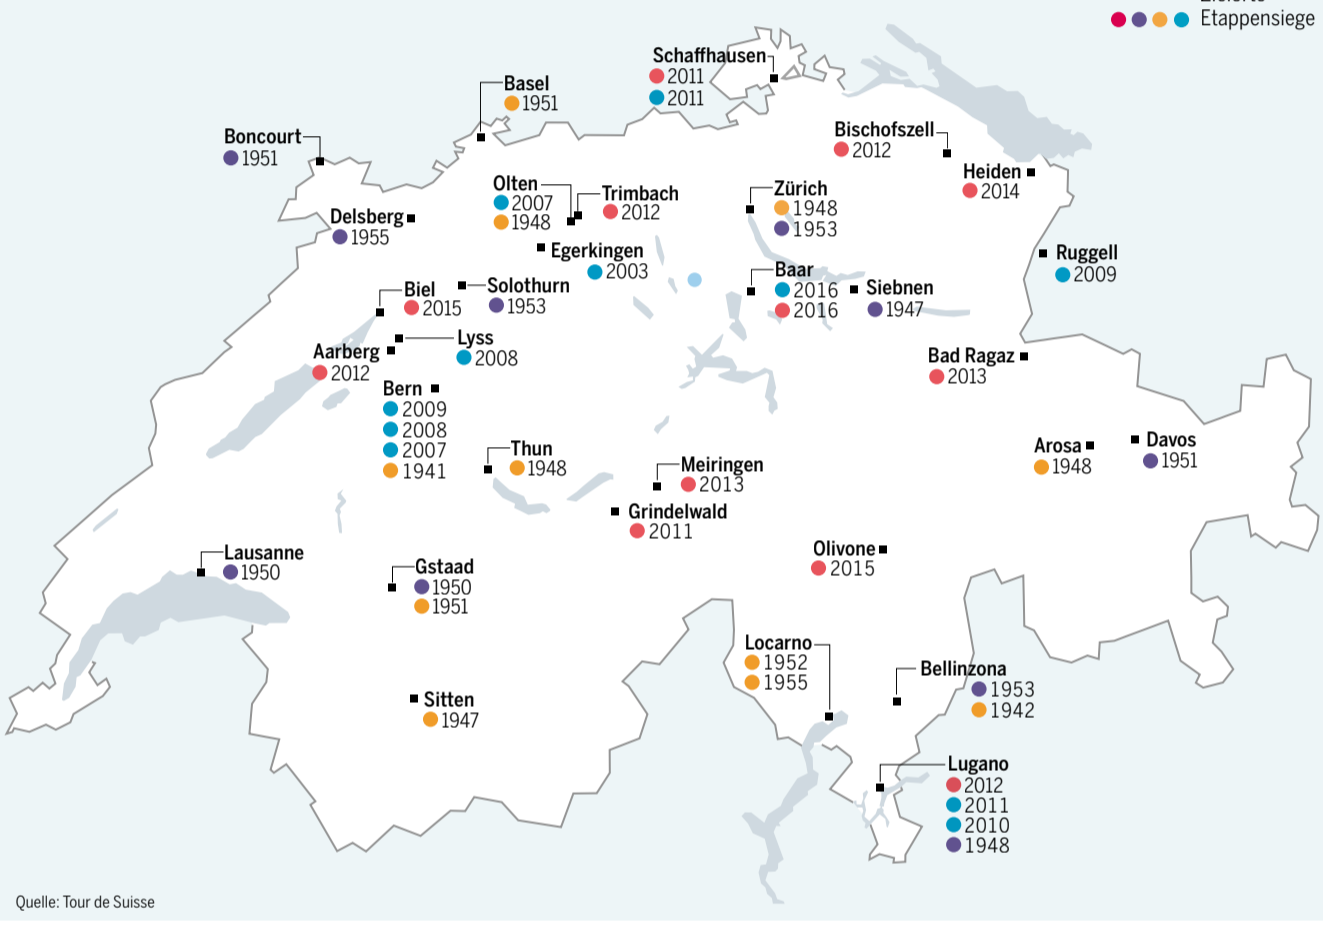 Etappensiege
Schaffhausen
2011
2011
Basel
1951
Boncourt
1951
Bischofszell
2012
Heiden
2014
Olten
2007
1948
Trimbach
2012
Zürich
1948
1953
Delsberg
1955
Egerkingen
2003
Ruggell
2009
Baar
2016
2016
Siebnen
1947
Biel
2015
Solothurn
1953
Lyss
2008
Aarberg
2012
Bad Ragaz
2013
Bern
2009
2008
2007
1941
Thun
1948
Meiringen
2013
Arosa
1948
Davos
1951
Grindelwald
2011
Lausanne
1950
Gstaad
1950
1951
Olivone
2015
Locarno
1952
1955
Bellinzona
1953
1942
Sitten
1947
Lugano
2012
2011
2010
1948
Quelle: Tour de Suisse